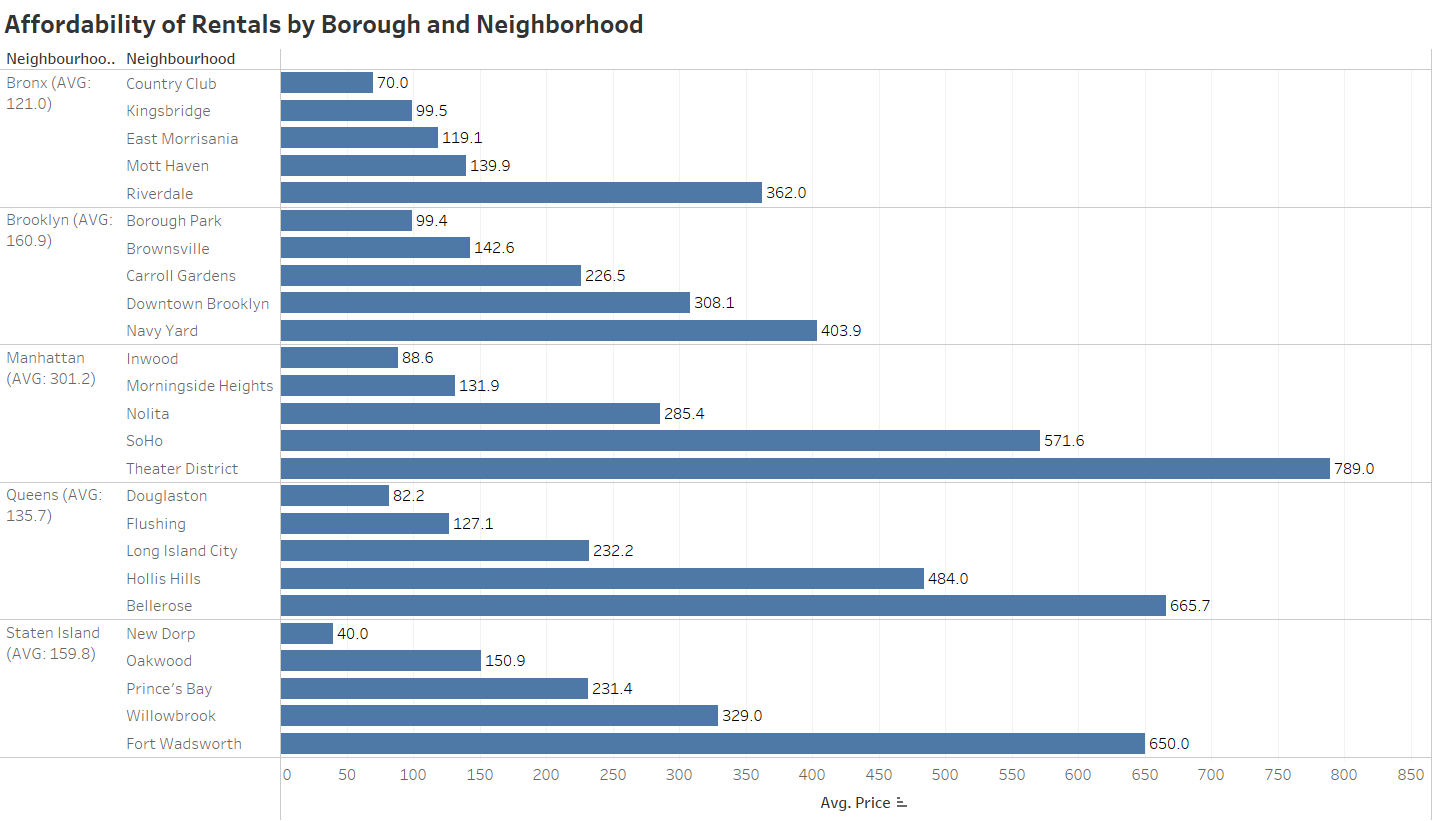 Affordability of Rentals by Borough and Neighborhood
Neighbourhoo.. Neighbourhood
Bronx (AVG: 121.0)
Country Club 70.0
Kingsbridge 99.5
East Morrisania 119.1
Mott Haven 139.9
Riverdale 362.0
Brooklyn (AVG: 160.9)
Borough Park 99.4
Brownsville 142.6
Carroll Gardens 226.5
Downtown Brooklyn 308.1
Navy Yard 403.9
Manhattan (AVG: 301.2)
Inwood 88.6
Morningside Heights 131.9
Nolita 285.4
SoHo 571.6
Theater District 789.0
Queens (AVG: 135.7)
Douglaston 82.2
Flushing 127.1
Long Island City 232.2
Hollis Hills 484.0
Bellerose 665.7
Staten Island (AVG: 159.8)
New Dorp 40.0
Oakwood 150.9
Prince's Bay 231.4
Willowbrook 329.0
Fort Wadsworth 650.0
0 50 100 150 200 250 300 350 400 450 500 550 600 650 700 750 800 850
Avg. Price